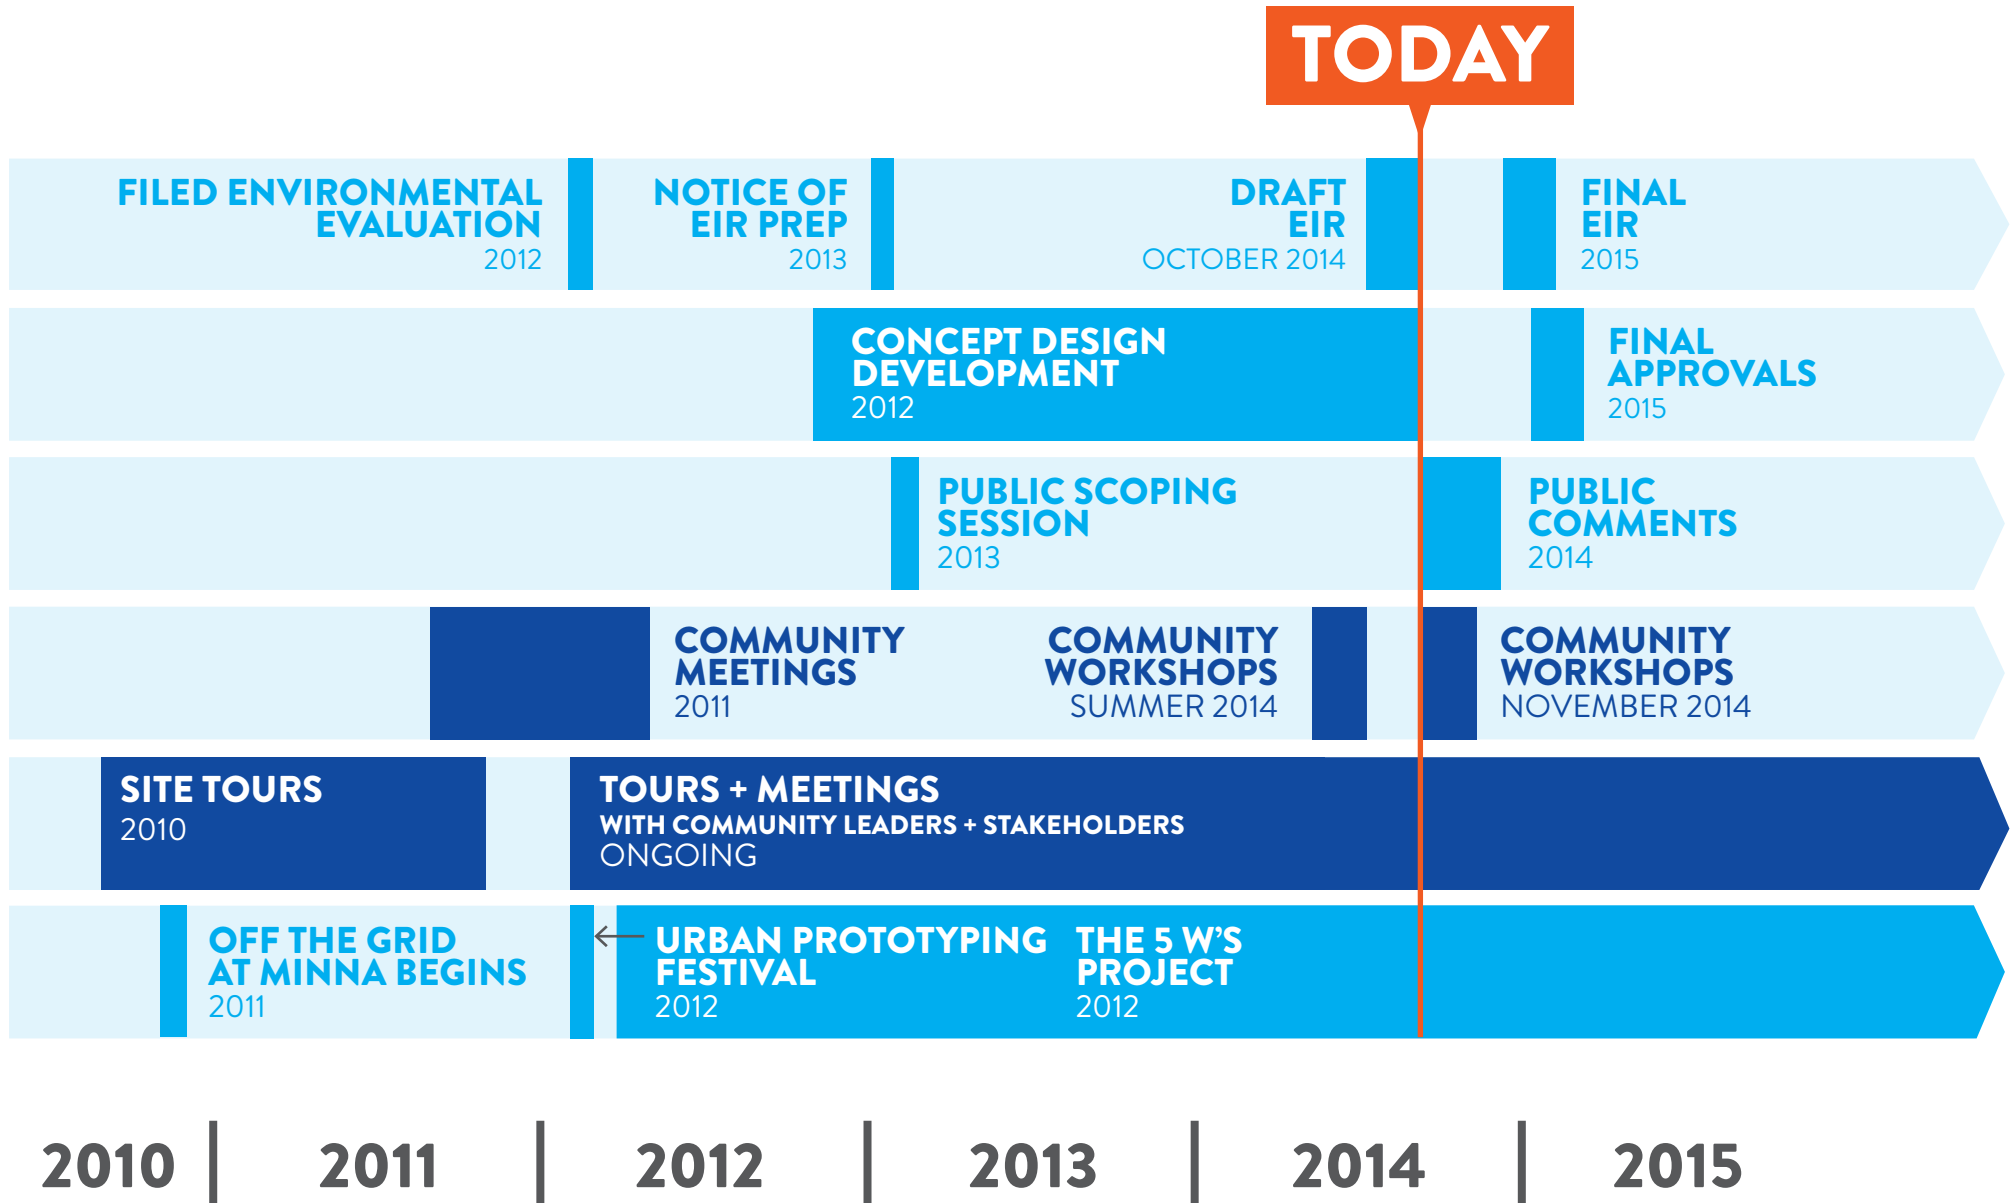 TODAY
FILED ENVIRONMENTAL
EVALUATION
2012
NOTICE OF
EIR PREP
2013
DRAFT
EIR
OCTOBER 2014
FINAL
EIR
2015
CONCEPT DESIGN
DEVELOPMENT
2012
FINAL
APPROVALS
2015
PUBLIC SCOPING
SESSION
2013
PUBLIC
COMMENTS
2014
COMMUNITY
MEETINGS
2011
COMMUNITY
WORKSHOPS
SUMMER 2014
COMMUNITY
WORKSHOPS
NOVEMBER 2014
SITE TOURS
2010
TOURS + MEETINGS
WITH COMMUNITY LEADERS + STAKEHOLDERS
ONGOING
OFF THE GRID
AT MINNA BEGINS
2011
URBAN PROTOTYPING
FESTIVAL
2012
THE 5 W'S
PROJECT
2012
2010 2011 2012 2013 2014 2015